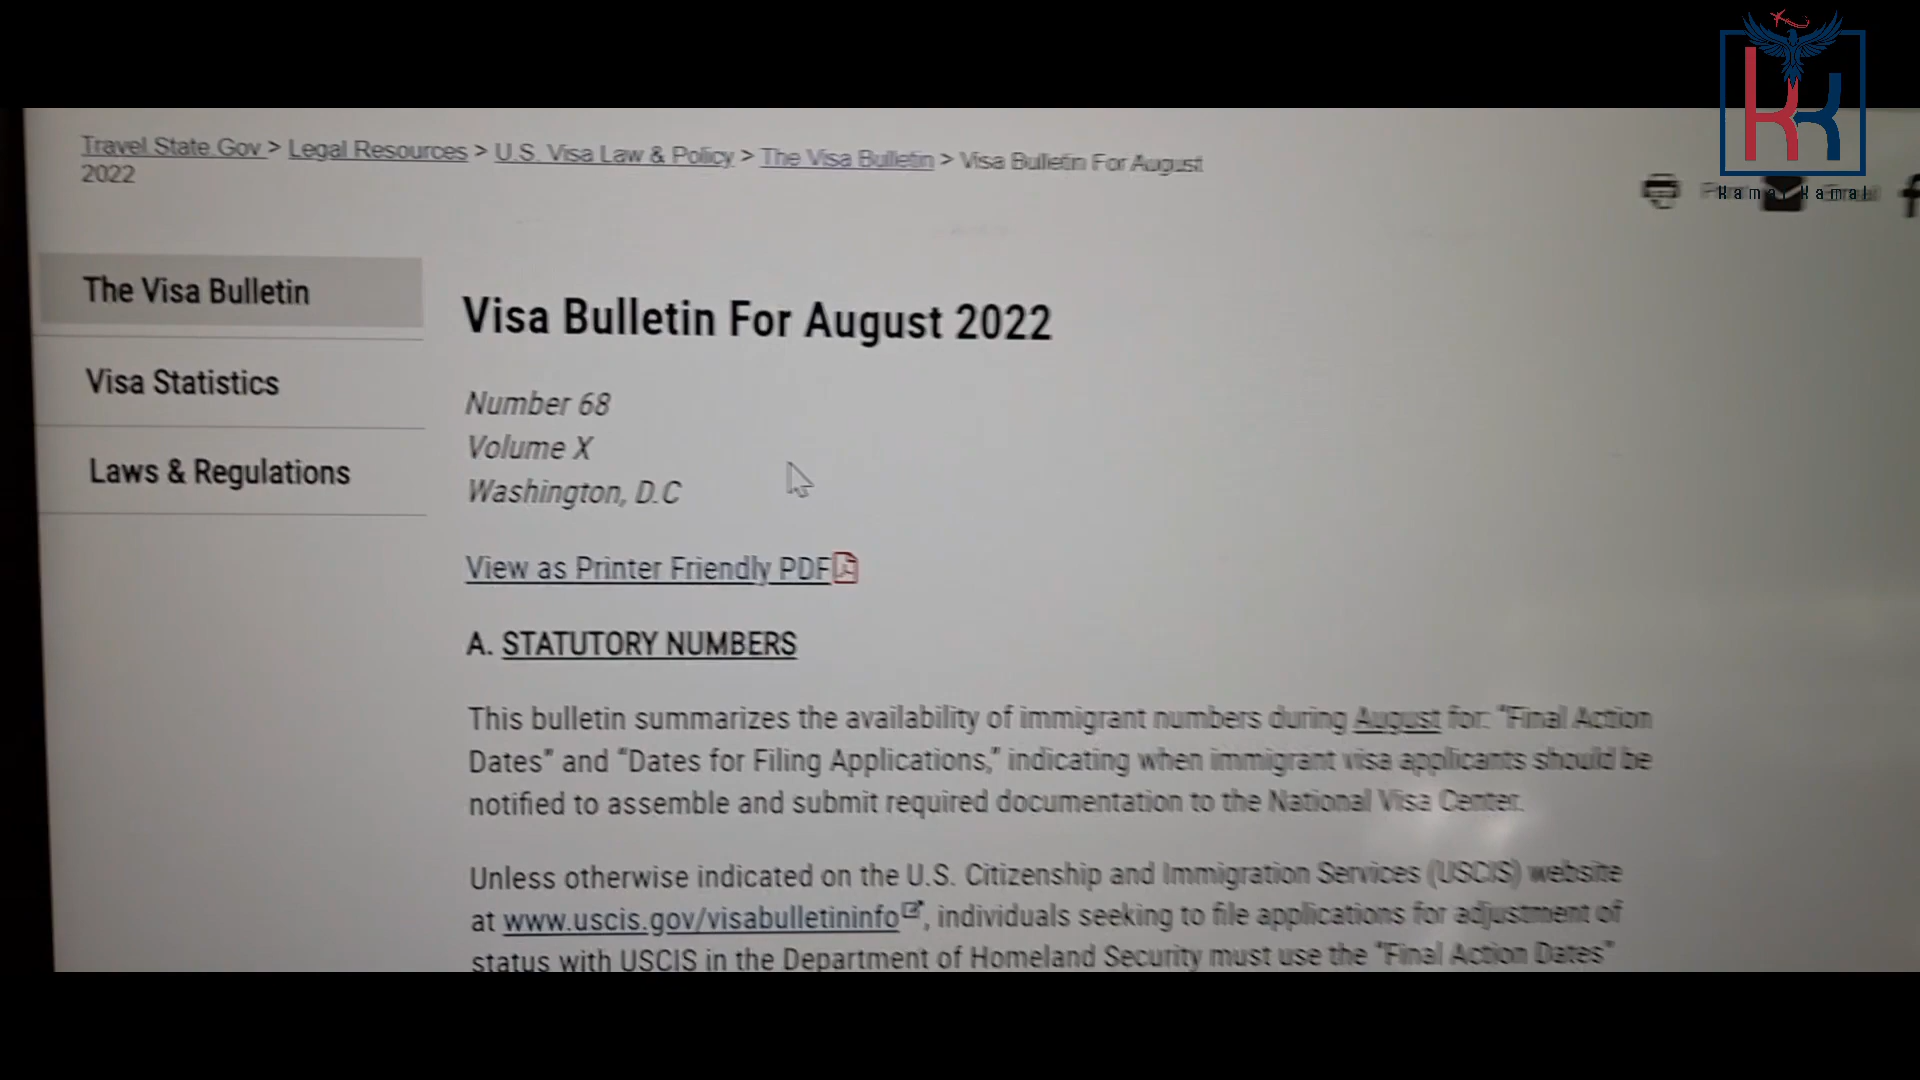 Travel.State.Gov > Legal Resources > U.S. Visa Law & Policy > The Visa Bulletin > Visa Bulletin For August
2022
kamal kamal
The Visa Bulletin
Visa Statistics
Laws & Regulations
Visa Bulletin For August 2022
Number 68
Volume X
Washington, D.C
View as Printer Friendly PDF
A. STATUTORY NUMBERS
This bulletin summarizes the availability of immigrant numbers during August for: “Final Action
Dates” and “Dates for Filing Applications,” indicating when immigrant visa applicants should be
notified to assemble and submit required documentation to the National Visa Center.
Unless otherwise indicated on the U.S. Citizenship and Immigration Services (USCIS) website
at www.uscis.gov/visabulletininfo, individuals seeking to file applications for adjustment of
status with USCIS in the Department of Homeland Security must use the “Final Action Dates”